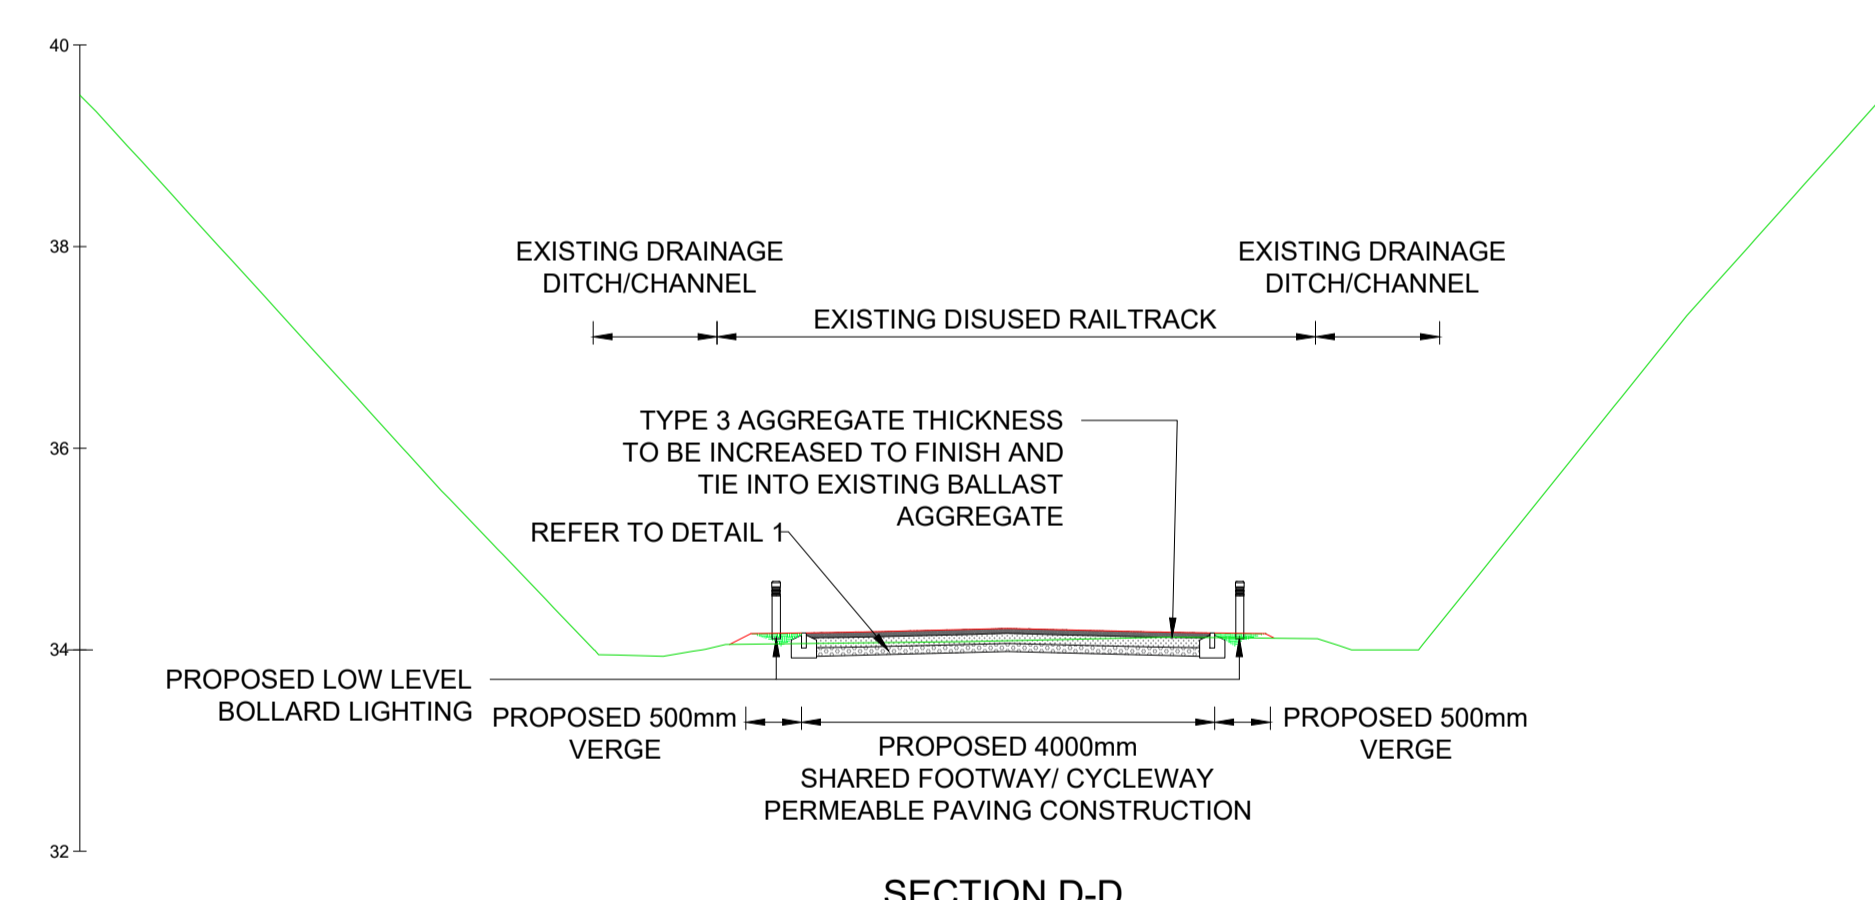 40
38
36
34
32
EXISTING DRAINAGE
DITCH/CHANNEL
EXISTING DISUSED RAILTRACK
EXISTING DRAINAGE
DITCH/CHANNEL
TYPE 3 AGGREGATE THICKNESS
TO BE INCREASED TO FINISH AND
TIE INTO EXISTING BALLAST
AGGREGATE
REFER TO DETAIL 1
PROPOSED LOW LEVEL
BOLLARD LIGHTING
PROPOSED 500mm
VERGE
PROPOSED 4000mm
SHARED FOOTWAY/ CYCLEWAY
PERMEABLE PAVING CONSTRUCTION
PROPOSED 500mm
VERGE
SECTION D-D